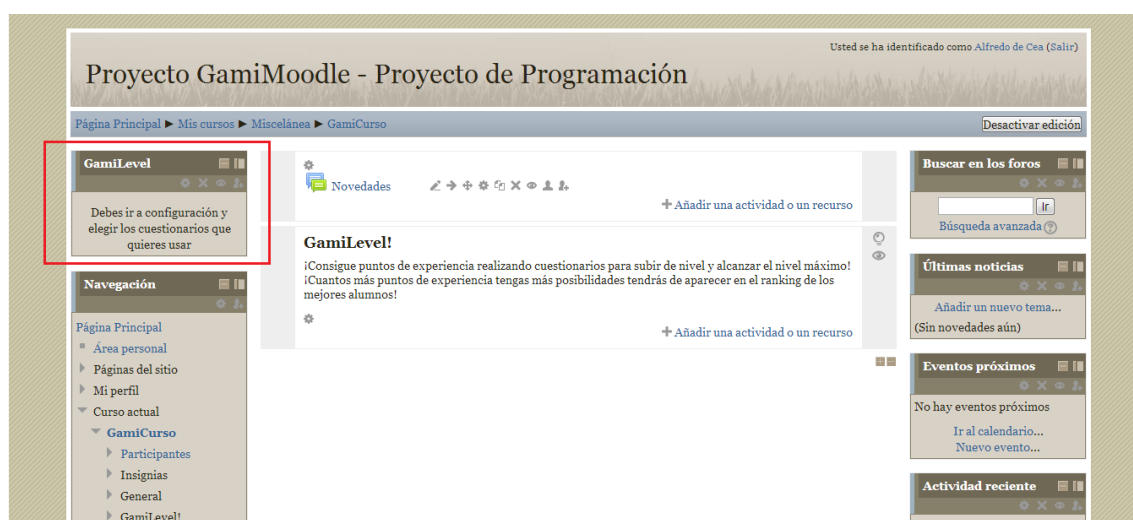 Usted se ha identificado como Alfredo de Cea (Salir)
Proyecto GamiMoodle - Proyecto de Programación
Página Principal ► Mis cursos ► Miscelánea ► GamiCurso
Desactivar edición
GamiLevel
Debes ir a configuración y
elegir los cuestionarios que
quieres usar
Navegación
Página Principal
Área personal
Páginas del sitio
Mi perfil
Curso actual
GamiCurso
Participantes
Insignias
General
GamiLevel!
Novedades
Añadir una actividad o un recurso
GamiLevel!
¡Consigue puntos de experiencia realizando cuestionarios para subir de nivel y alcanzar el nivel máximo!
¡Cuantos más puntos de experiencia tengas más posibilidades tendrás de aparecer en el ranking de los
mejores alumnos!
Añadir una actividad o un recurso
Buscar en los foros
Ir
Búsqueda avanzada
Últimas noticias
Añadir un nuevo tema...
(Sin novedades aún)
Eventos próximos
No hay eventos próximos
Ir al calendario...
Nuevo evento...
Actividad reciente